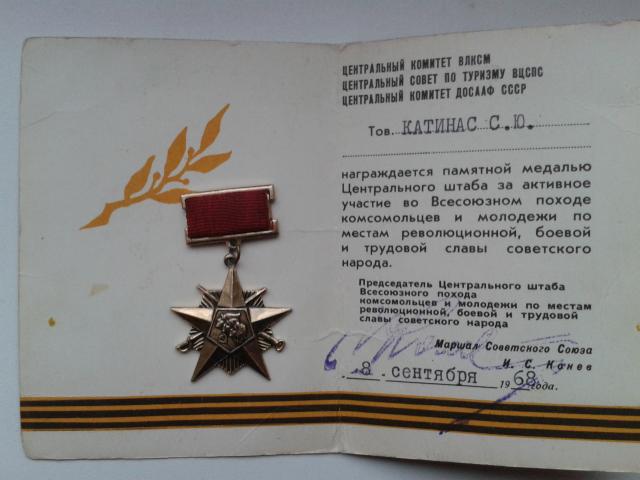 ЦЕНТРАЛЬНЫЙ КОМИТЕТ ВЛКСМ
ЦЕНТРАЛЬНЫЙ СОВЕТ ПО ТУРИЗМУ ВЦСПС
ЦЕНТРАЛЬНЫЙ КОМИТЕТ ДОСААФ СССР
Тов. КАТИНАС С.Ю.
награждается памятной медалью
Центрального штаба за активное
участие во Всесоюзном походе
комсомольцев и молодежи по
местам революционной, боевой
и трудовой славы советского
народа.
Председатель Центрального штаба
Всесоюзного похода
комсомольцев и молодежи по местам
революционной, боевой и трудовой
славы советского народа
Маршал Советского Союза
И. С. Конев
8 сентября 1968 года.